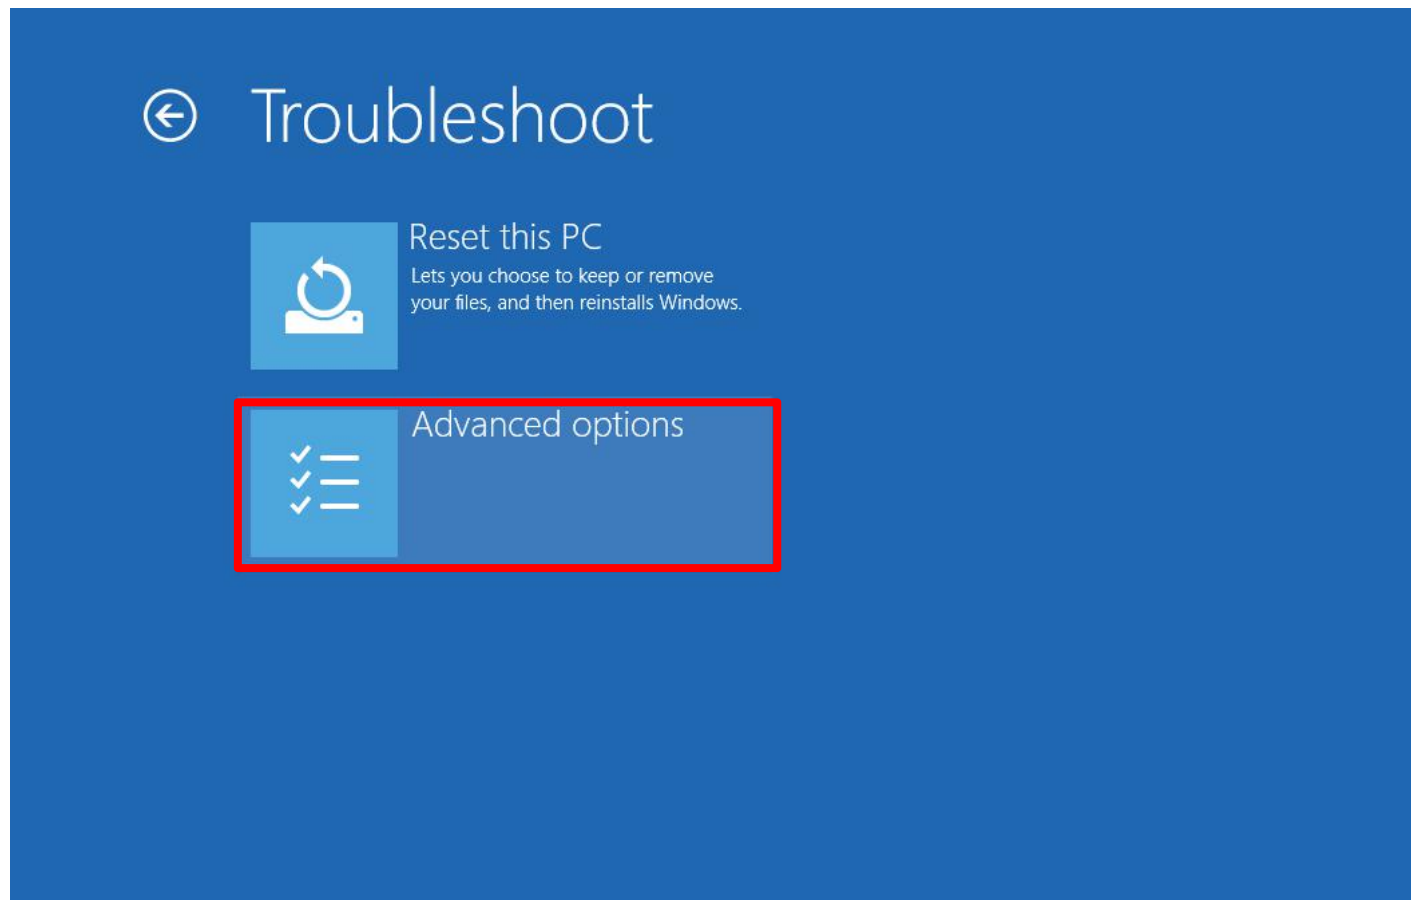 Troubleshoot
Reset this PC
Lets you choose to keep or remove
your files, and then reinstalls Windows.
Advanced options